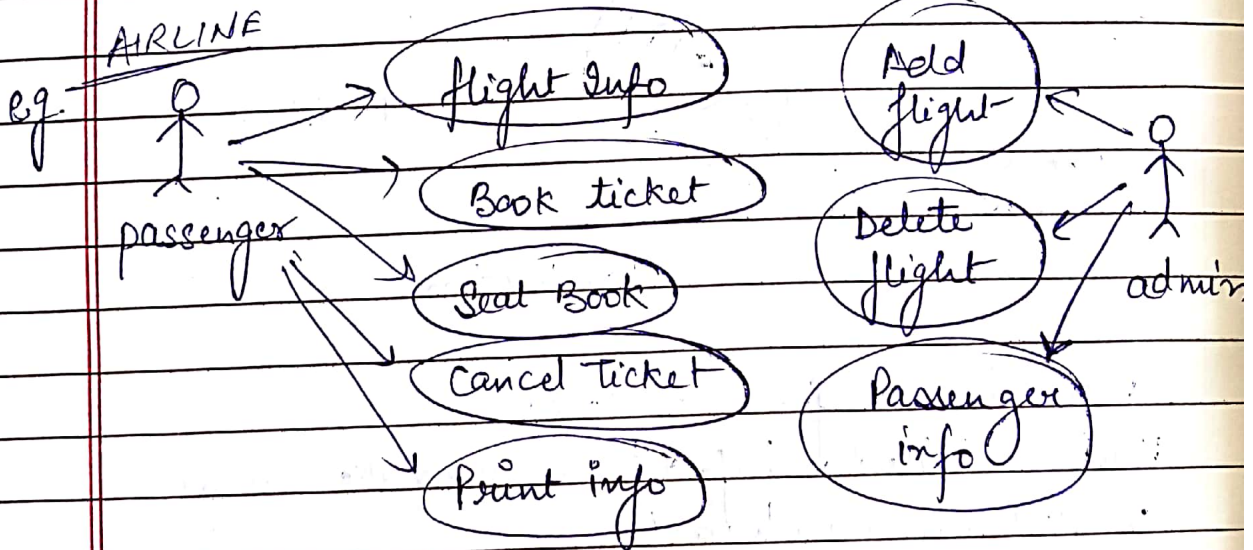 AIRLINE
eg.
passenger
flight Info
Book ticket
Seat Book
Cancel Ticket
Print info
Add
flight
Delete
flight
Passenger
info
admin